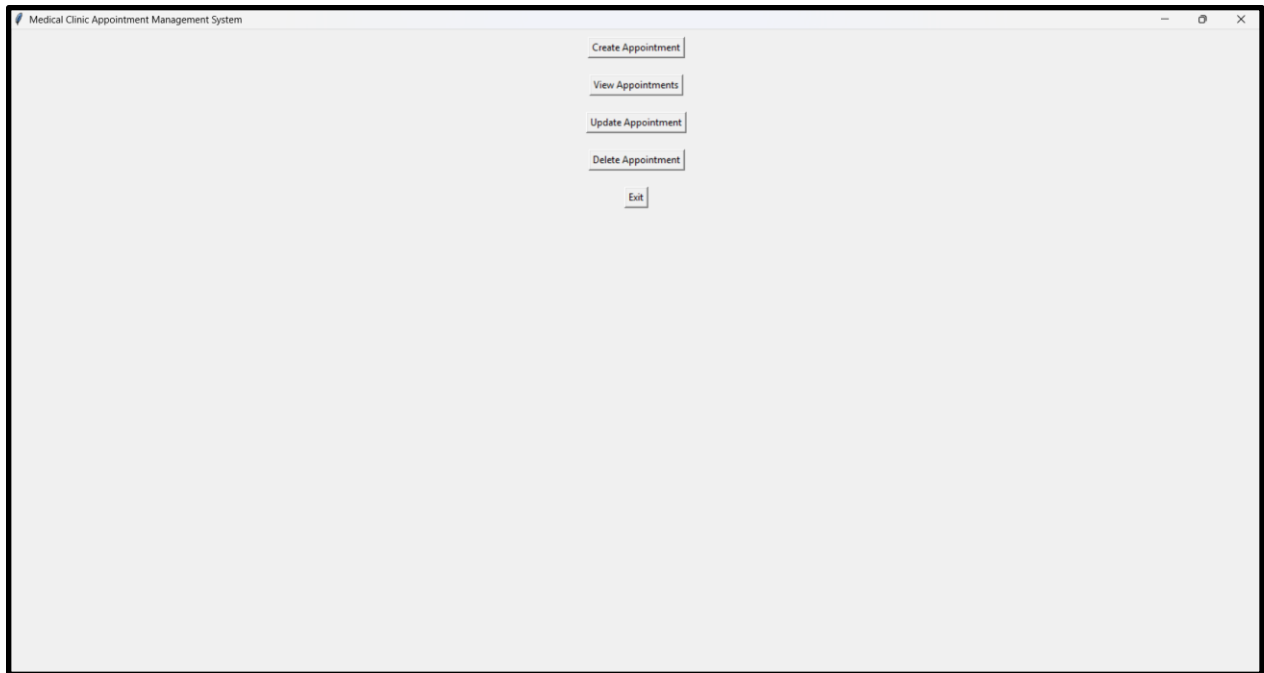 Medical Clinic Appointment Management System
Create Appointment
View Appointments
Update Appointment
Delete Appointment
Exit